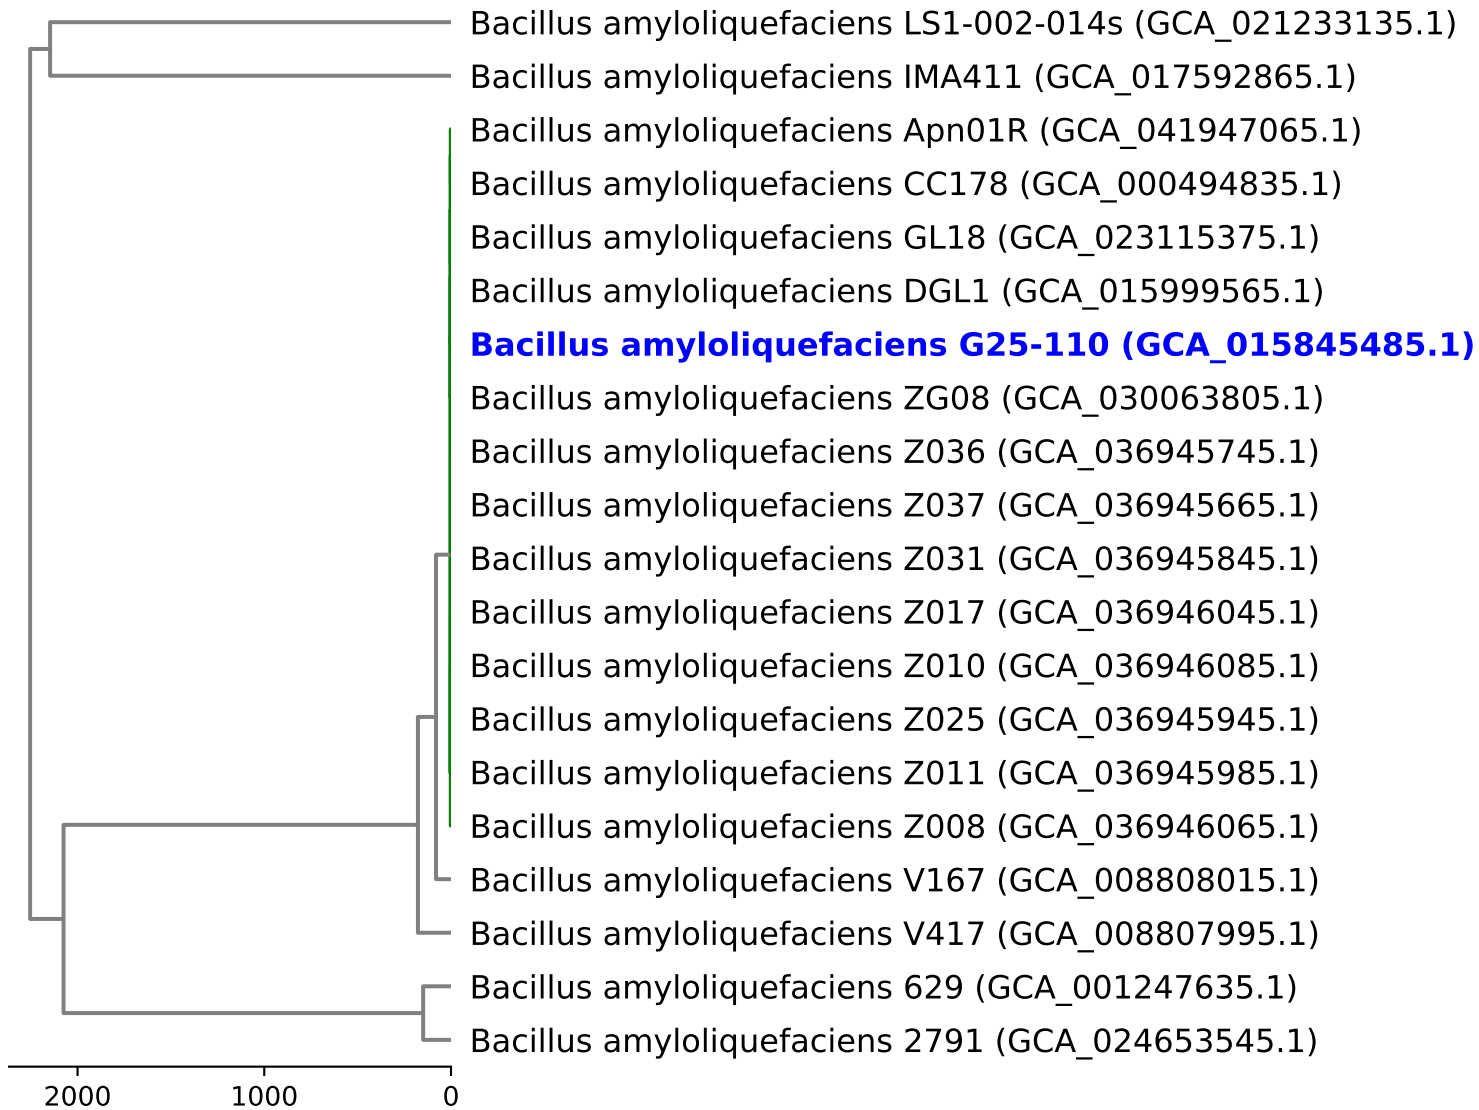 Bacillus amyloliquefaciens LS1-002-014s (GCA_021233135.1)
Bacillus amyloliquefaciens IMA411 (GCA_017592865.1)
Bacillus amyloliquefaciens Apn01R (GCA_041947065.1)
Bacillus amyloliquefaciens CC178 (GCA_000494835.1)
Bacillus amyloliquefaciens GL18 (GCA_023115375.1)
Bacillus amyloliquefaciens DGL1 (GCA_015999565.1)
Bacillus amyloliquefaciens G25-110 (GCA_015845485.1)
Bacillus amyloliquefaciens ZG08 (GCA_030063805.1)
Bacillus amyloliquefaciens Z036 (GCA_036945745.1)
Bacillus amyloliquefaciens Z037 (GCA_036945665.1)
Bacillus amyloliquefaciens Z031 (GCA_036945845.1)
Bacillus amyloliquefaciens Z017 (GCA_036946045.1)
Bacillus amyloliquefaciens Z010 (GCA_036946085.1)
Bacillus amyloliquefaciens Z025 (GCA_036945945.1)
Bacillus amyloliquefaciens Z011 (GCA_036945985.1)
Bacillus amyloliquefaciens Z008 (GCA_036946065.1)
Bacillus amyloliquefaciens V167 (GCA_008808015.1)
Bacillus amyloliquefaciens V417 (GCA_008807995.1)
Bacillus amyloliquefaciens 629 (GCA_001247635.1)
Bacillus amyloliquefaciens 2791 (GCA_024653545.1)
2000 1000 0